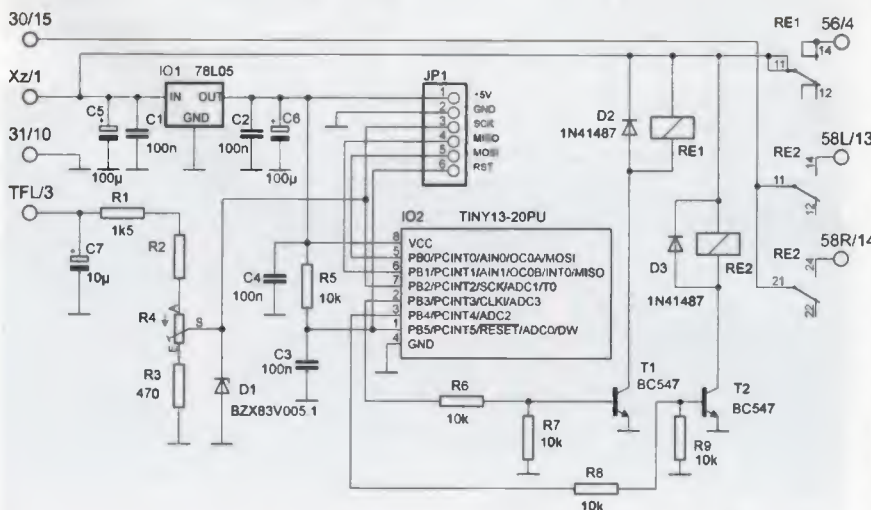 30/15
Xz/1
31/10
TFL/3
IO1 78L05
IN OUT
GND
C5
100µ
C1
100n
C2
100n
C6
100µ
JP1
1 +5V
2 GND
3 SCK
4 MISO
5 MOSI
6 RST
D2
1N41487
RE1
RE1
56/4
14
11
12
58L/13
RE2
14
11
12
58R/14
RE2
24
21
22
D3
1N41487
RE2
R1
1k5
C7
10µ
R2
R4
A
S
E
R3
470
D1
BZX83V005.1
C4
100n
R5
10k
C3
100n
IO2 TINY13-20PU
8 VCC
5 PB0/PCINT0/AIN0/OC0A/MOSI
6 PB1/PCINT1/AIN1/OC0B/INT0/MISO
7 PB2/PCINT2/SCK/ADC1/T0
2 PB3/PCINT3/CLKI/ADC3
3 PB4/PCINT4/ADC2
1 PB5/PCINT5/RESET/ADC0/DW
4 GND
R6
10k
R7
10k
R8
10k
R9
10k
T1
BC547
T2
BC547